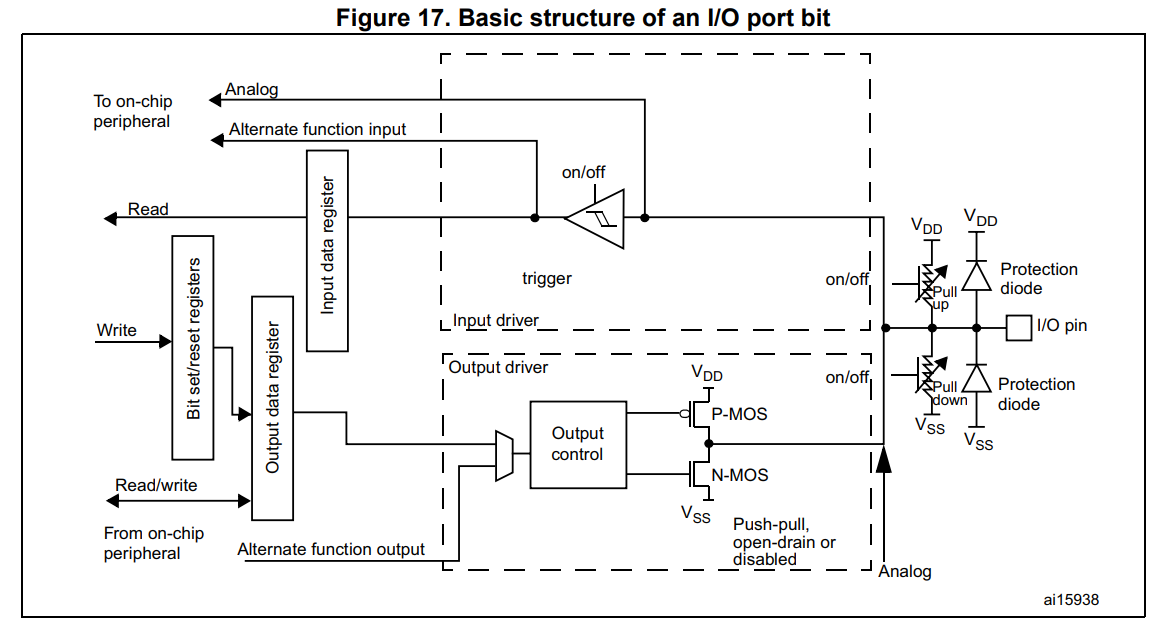 Figure 17. Basic structure of an I/O port bit
To on-chip
peripheral
Analog
Alternate function input
on/off
Read
Input data register
trigger
Input driver
VDD
VDD
on/off
Pull
up
Protection
diode
I/O pin
Write
Bit set/reset registers
Output data register
Output driver
VDD
P-MOS
Output
control
N-MOS
VSS
Push-pull,
open-drain or
disabled
on/off
Pull
down
VSS
Protection
diode
VSS
Read/write
From on-chip
peripheral
Alternate function output
Analog
ai15938